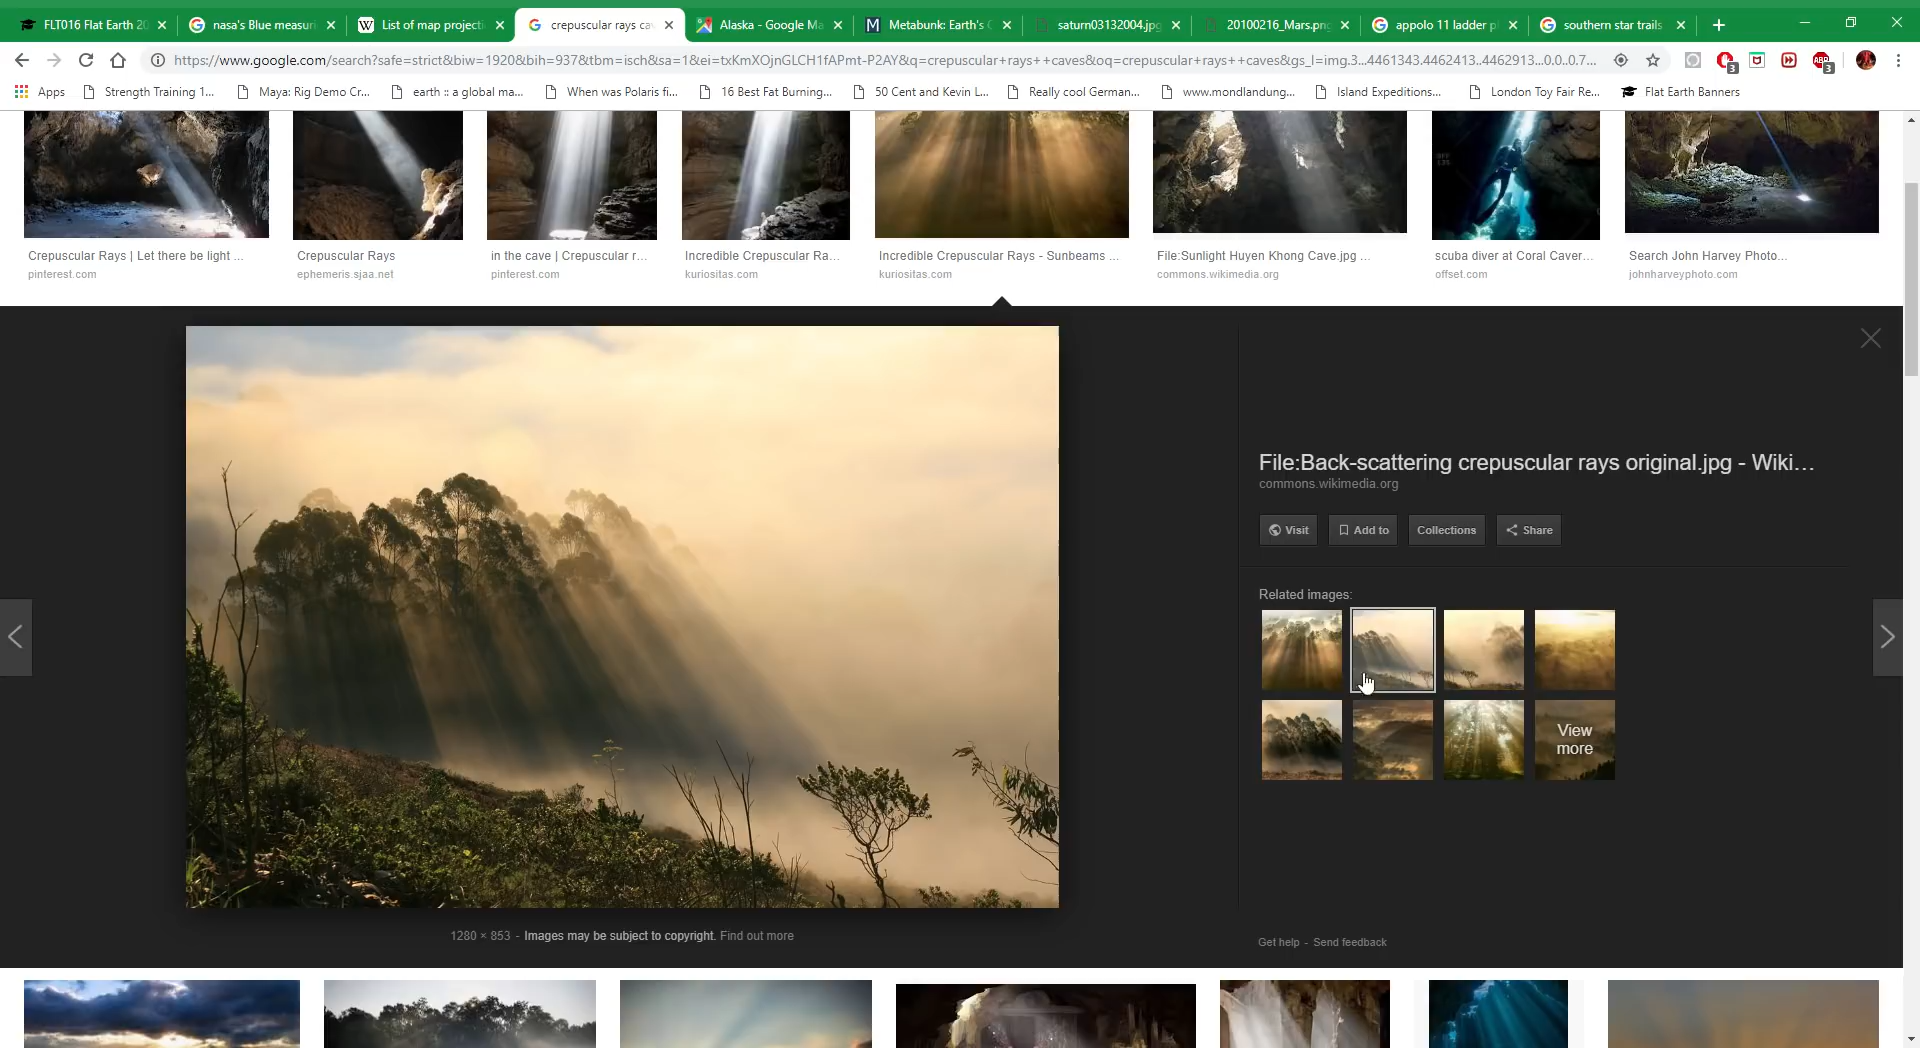 FLT016 Flat Earth 20
nasa's Blue measuri
List of map projecti
crepuscular rays cav
Alaska - Google Ma
Metabunk: Earth's C
saturn03132004.jpg
20100216_Mars.png
appolo 11 ladder p
southern star trails
https://www.google.com/search?safe=strict&biw=1920&bih=937&tbm=isch&sa=1&ei=txKmXOjnGLCH1fAPmt-P2AY&q=crepuscular+rays++caves&oq=crepuscular+rays++caves&gs_l=img.3...4461343.4462413..4462913...0.0..0.7...
Apps
Strength Training 1...
Maya: Rig Demo Cr...
earth :: a global ma...
When was Polaris fi...
16 Best Fat Burning...
50 Cent and Kevin L...
Really cool German...
www.mondlandung...
Island Expeditions...
London Toy Fair Re...
Flat Earth Banners
Crepuscular Rays | Let there be light ...
pinterest.com
Crepuscular Rays
ephemeris.sjaa.net
in the cave | Crepuscular r...
pinterest.com
Incredible Crepuscular Ra...
kuriositas.com
Incredible Crepuscular Rays - Sunbeams ...
kuriositas.com
File:Sunlight Huyen Khong Cave.jpg ...
commons.wikimedia.org
scuba diver at Coral Caver...
offset.com
Search John Harvey Photo...
johnharveyphoto.com
File:Back-scattering crepuscular rays original.jpg - Wiki...
commons.wikimedia.org
Visit
Add to
Collections
Share
Related images:
View
more
1280 × 853 - Images may be subject to copyright. Find out more
Get help - Send feedback